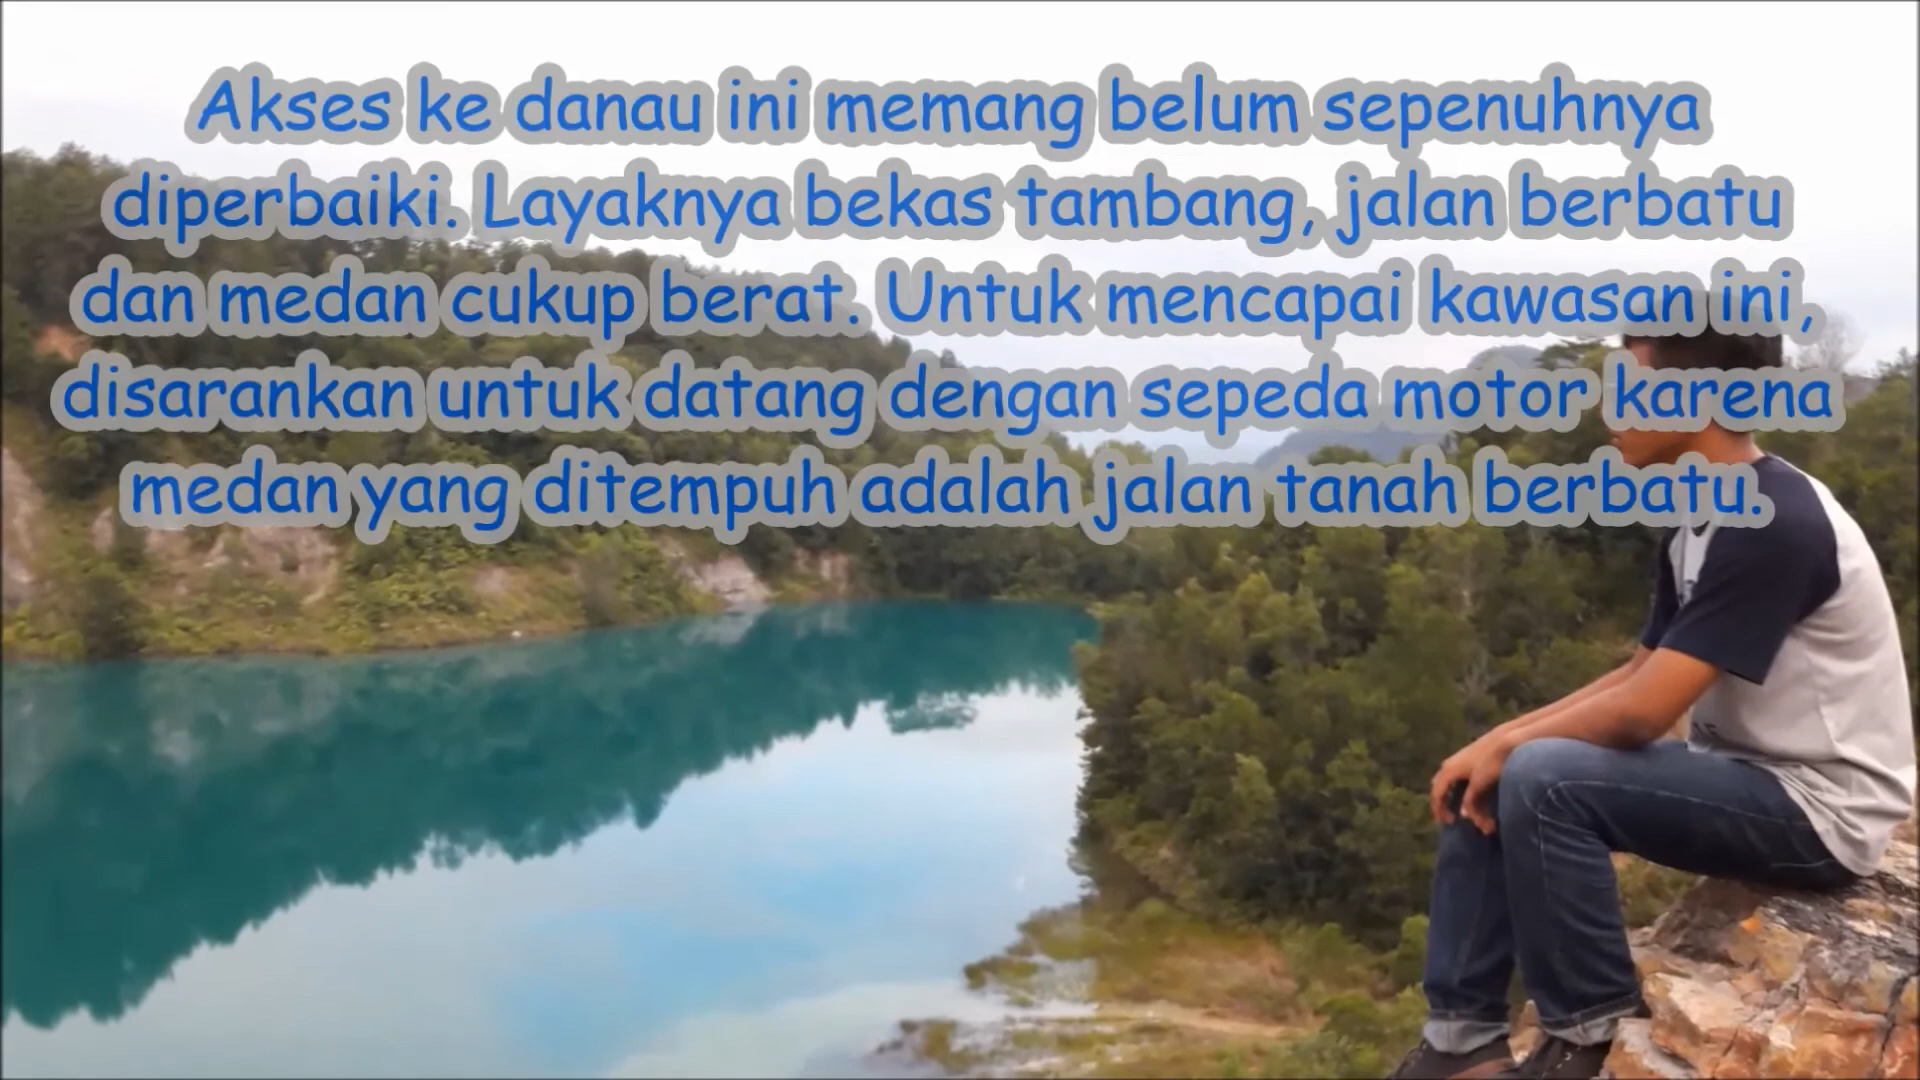 Akses ke danau ini memang belum sepenuhnya
diperbaiki. Layaknya bekas tambang, jalan berbatu
dan medan cukup berat. Untuk mencapai kawasan ini,
disarankan untuk datang dengan sepeda motor karena
medan yang ditempuh adalah jalan tanah berbatu.